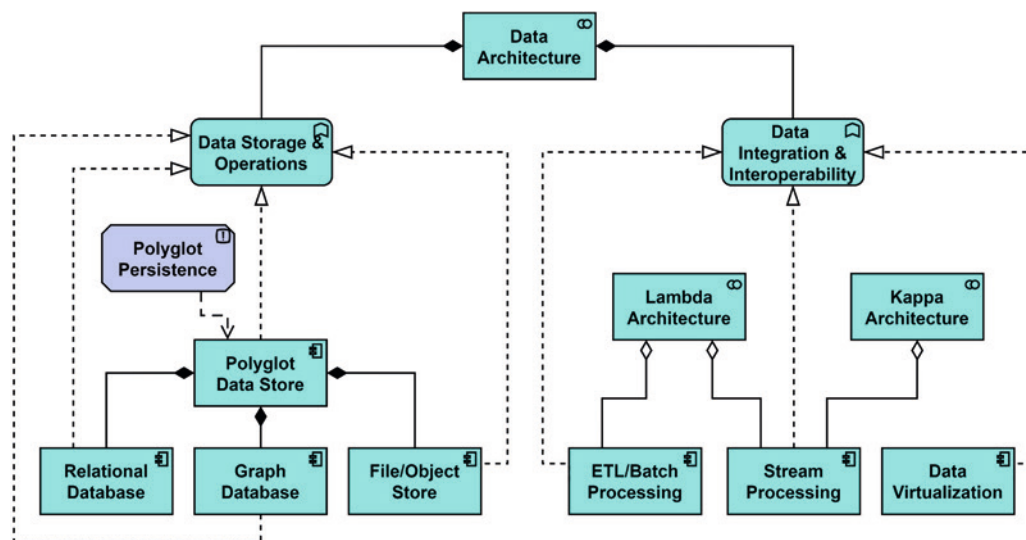 Data
Architecture
Data Storage &
Operations
Data
Integration &
Interoperability
Polyglot
Persistence
Lambda
Architecture
Kappa
Architecture
Polyglot
Data Store
Relational
Database
Graph
Database
File/Object
Store
ETL/Batch
Processing
Stream
Processing
Data
Virtualization